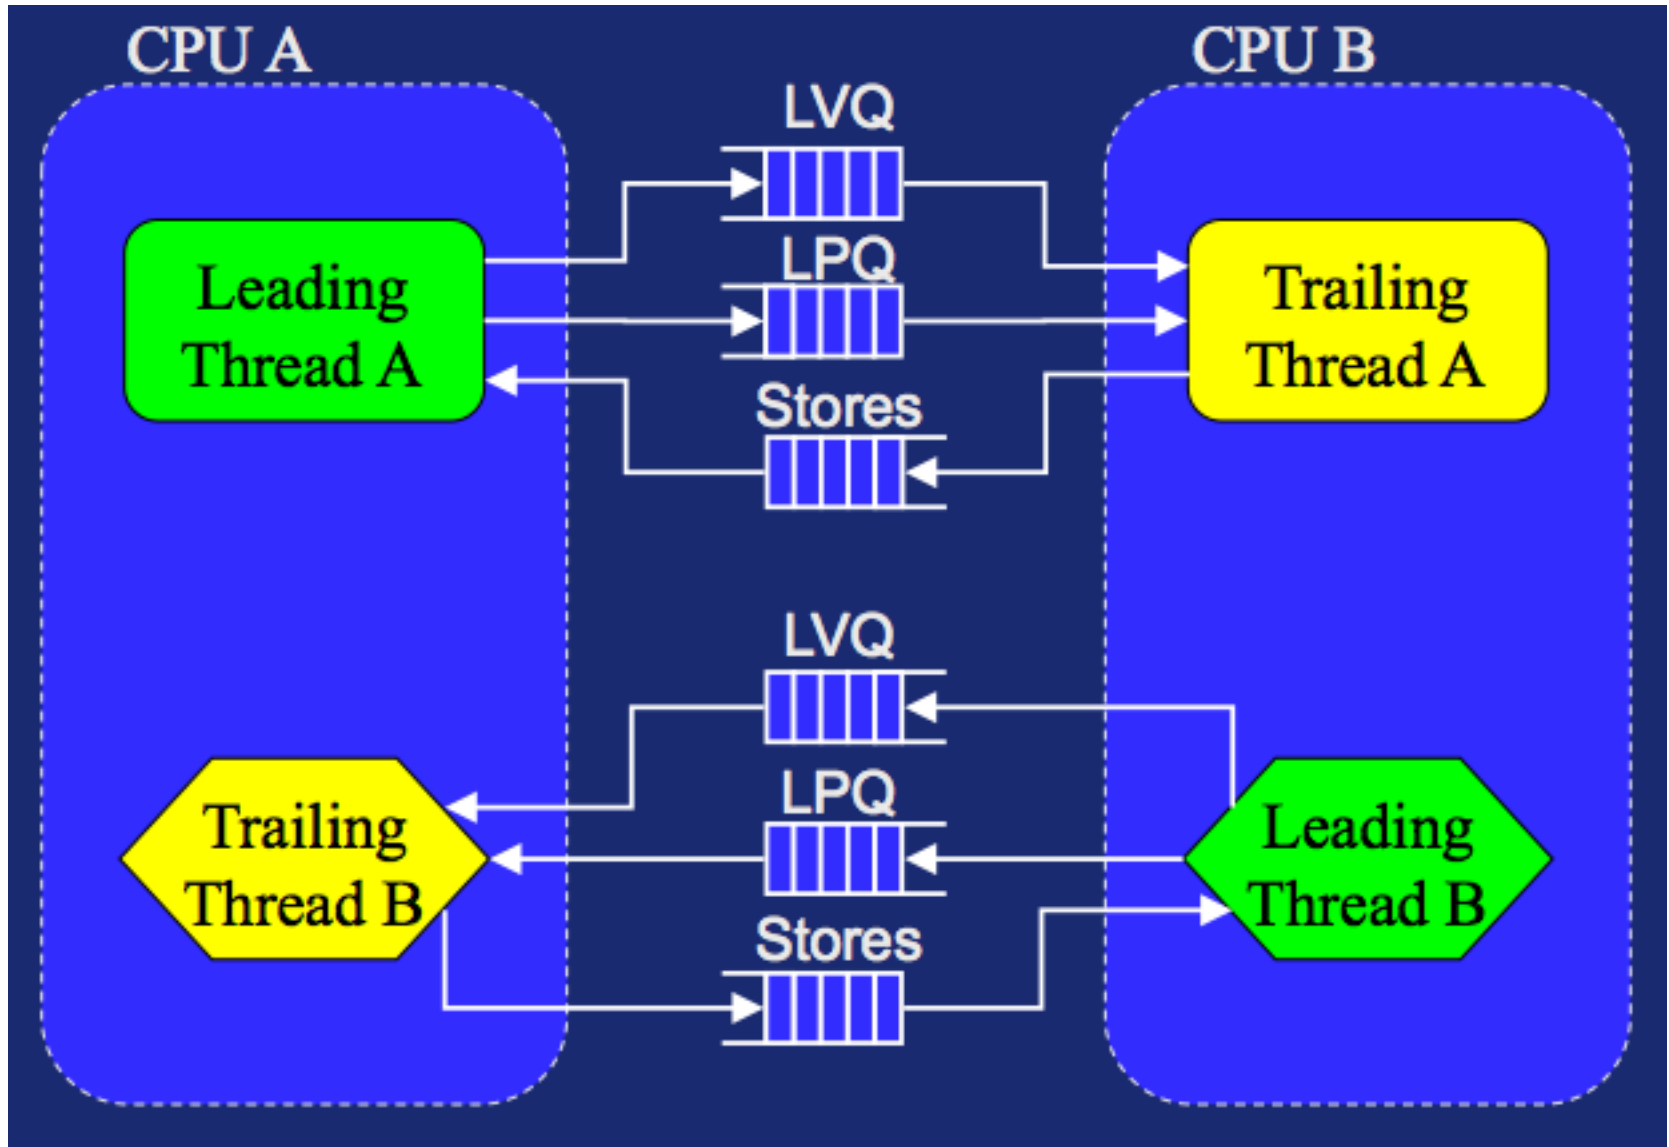 CPU A
CPU B
LVQ
LPQ
Leading
Thread A
Trailing
Thread A
Stores
LVQ
LPQ
Trailing
Thread B
Leading
Thread B
Stores